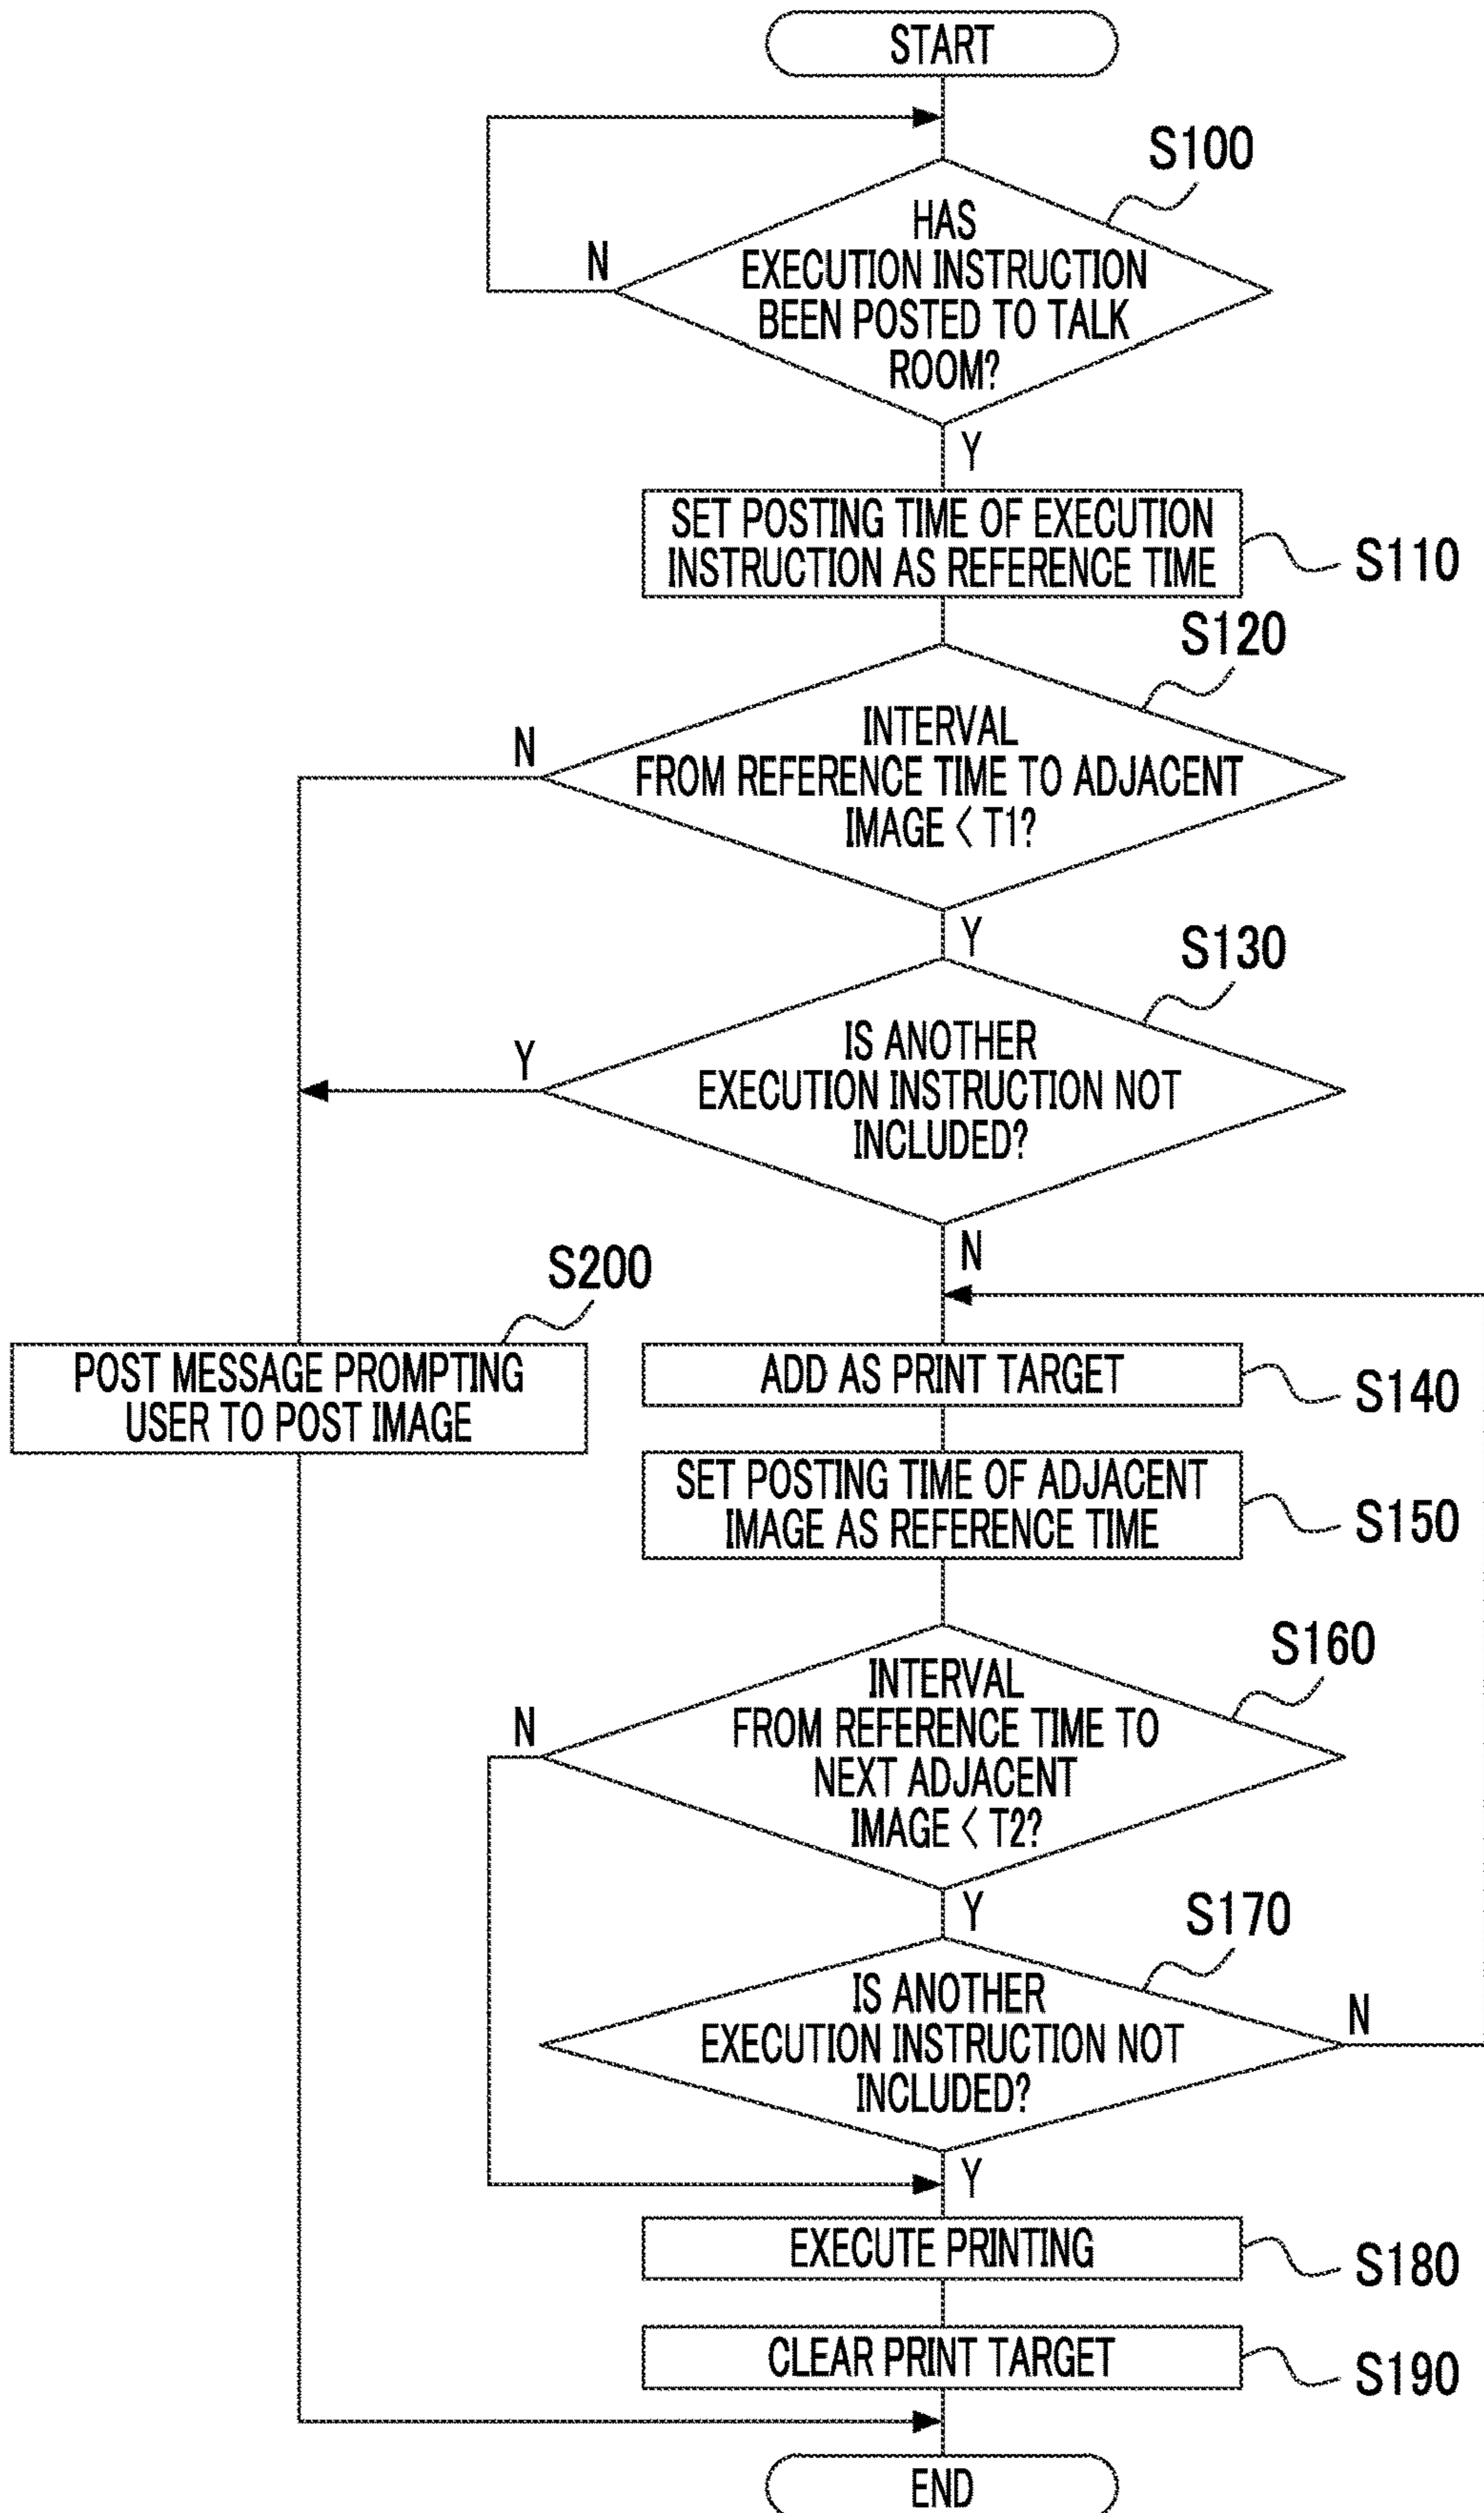 START
S100
HAS
EXECUTION INSTRUCTION
BEEN POSTED TO TALK
ROOM?
N
Y
SET POSTING TIME OF EXECUTION
INSTRUCTION AS REFERENCE TIME
S110
S120
INTERVAL
FROM REFERENCE TIME TO ADJACENT
IMAGE < T1?
N
Y
S130
IS ANOTHER
EXECUTION INSTRUCTION NOT
INCLUDED?
Y
N
S200
POST MESSAGE PROMPTING
USER TO POST IMAGE
ADD AS PRINT TARGET
S140
SET POSTING TIME OF ADJACENT
IMAGE AS REFERENCE TIME
S150
S160
INTERVAL
FROM REFERENCE TIME TO
NEXT ADJACENT
IMAGE < T2?
N
Y
S170
IS ANOTHER
EXECUTION INSTRUCTION NOT
INCLUDED?
N
Y
EXECUTE PRINTING
S180
CLEAR PRINT TARGET
S190
END